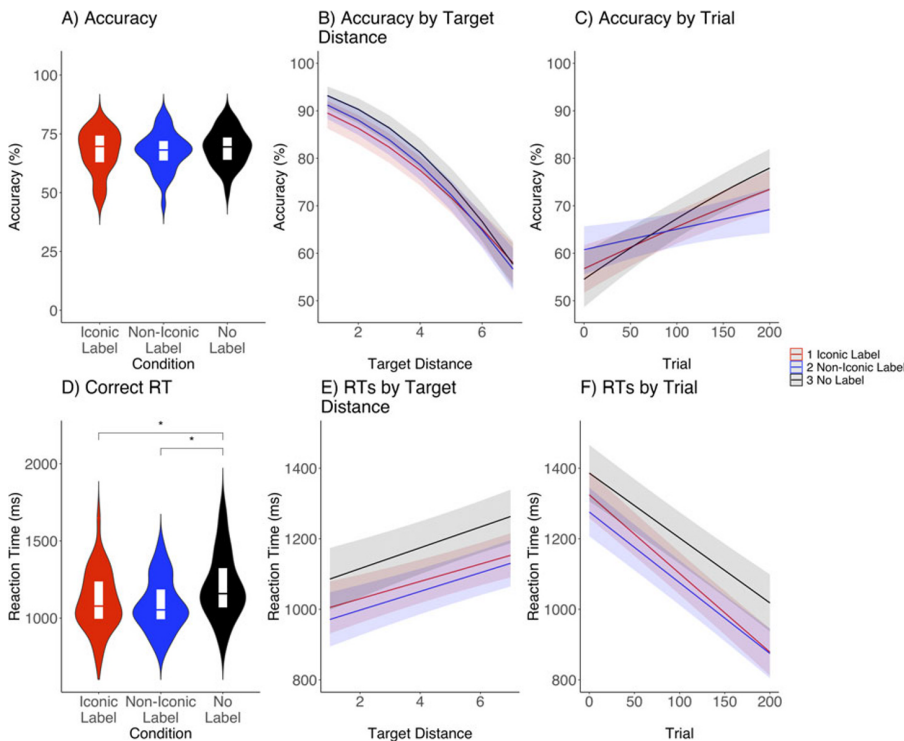 A) Accuracy
B) Accuracy by Target
Distance
C) Accuracy by Trial
Accuracy (%)
100
75
50
25
0
Iconic
Label
Non-Iconic
Label
No
Label
Condition
Accuracy (%)
100
90
80
70
60
50
2
4
6
Target Distance
Accuracy (%)
100
90
80
70
60
50
0
50
100
150
200
Trial
1 Iconic Label
2 Non-Iconic Label
3 No Label
D) Correct RT
E) RTs by Target
Distance
F) RTs by Trial
Reaction Time (ms)
2000
1500
1000
*
*
Iconic
Label
Non-Iconic
Label
No
Label
Condition
Reaction Time (ms)
1400
1200
1000
800
2
4
6
Target Distance
Reaction Time (ms)
1400
1200
1000
800
0
50
100
150
200
Trial